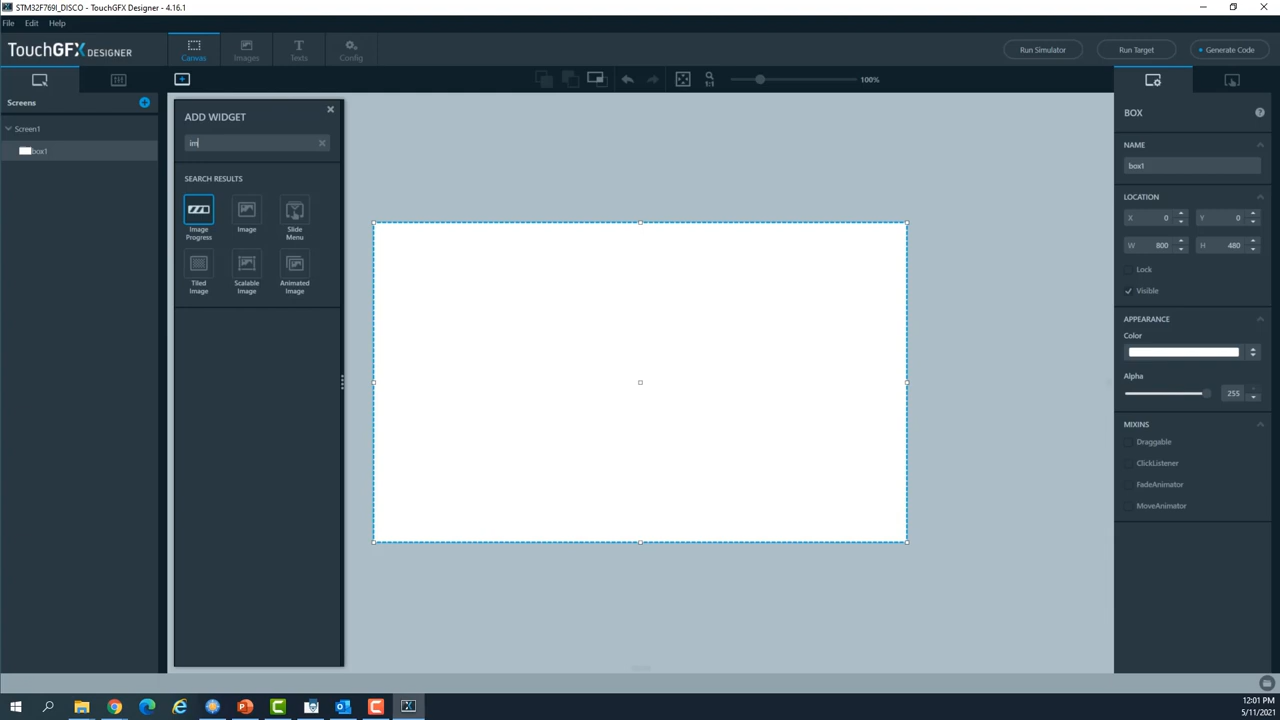 STM32F769I_DISCO - TouchGFX Designer - 4.16.1
File Edit Help
TouchGFX DESIGNER
Canvas Images Texts Config
Run Simulator Run Target Generate Code
1:1 100%
Screens
Screen1
box1
ADD WIDGET
im
SEARCH RESULTS
Image Progress
Image
Slide Menu
Tiled Image
Scalable Image
Animated Image
BOX
NAME
box1
LOCATION
X 0 Y 0
W 800 H 480
Lock
Visible
APPEARANCE
Color
Alpha
255
MIXINS
Draggable
ClickListener
FadeAnimator
MoveAnimator
12:01 PM
5/11/2021